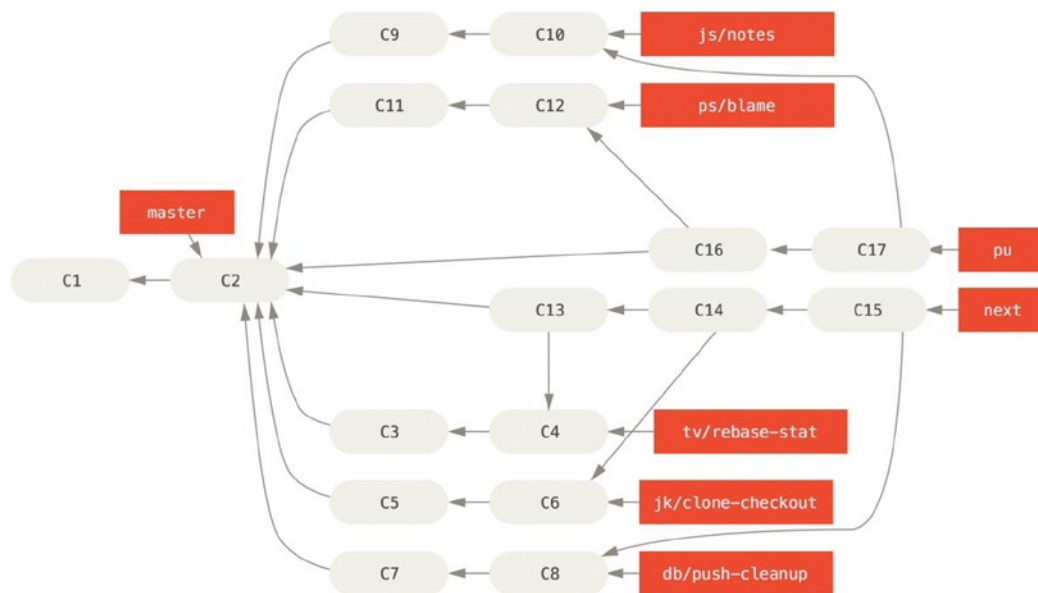 C9 C10 js/notes
C11 C12 ps/blame
master
C16 C17 pu
C1 C2
C13 C14 C15 next
C3 C4 tv/rebase-stat
C5 C6 jk/clone-checkout
C7 C8 db/push-cleanup